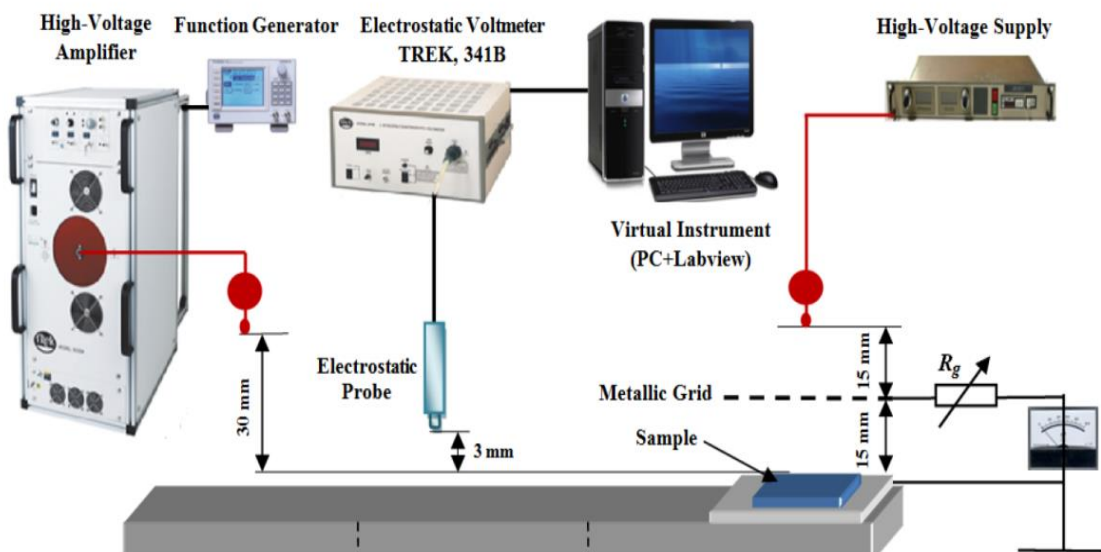 High-Voltage
Amplifier
Function Generator
Electrostatic Voltmeter
TREK, 341B
High-Voltage Supply
Virtual Instrument
(PC+Labview)
Electrostatic
Probe
30 mm
3 mm
Metallic Grid
Sample
15 mm
15 mm
Rg